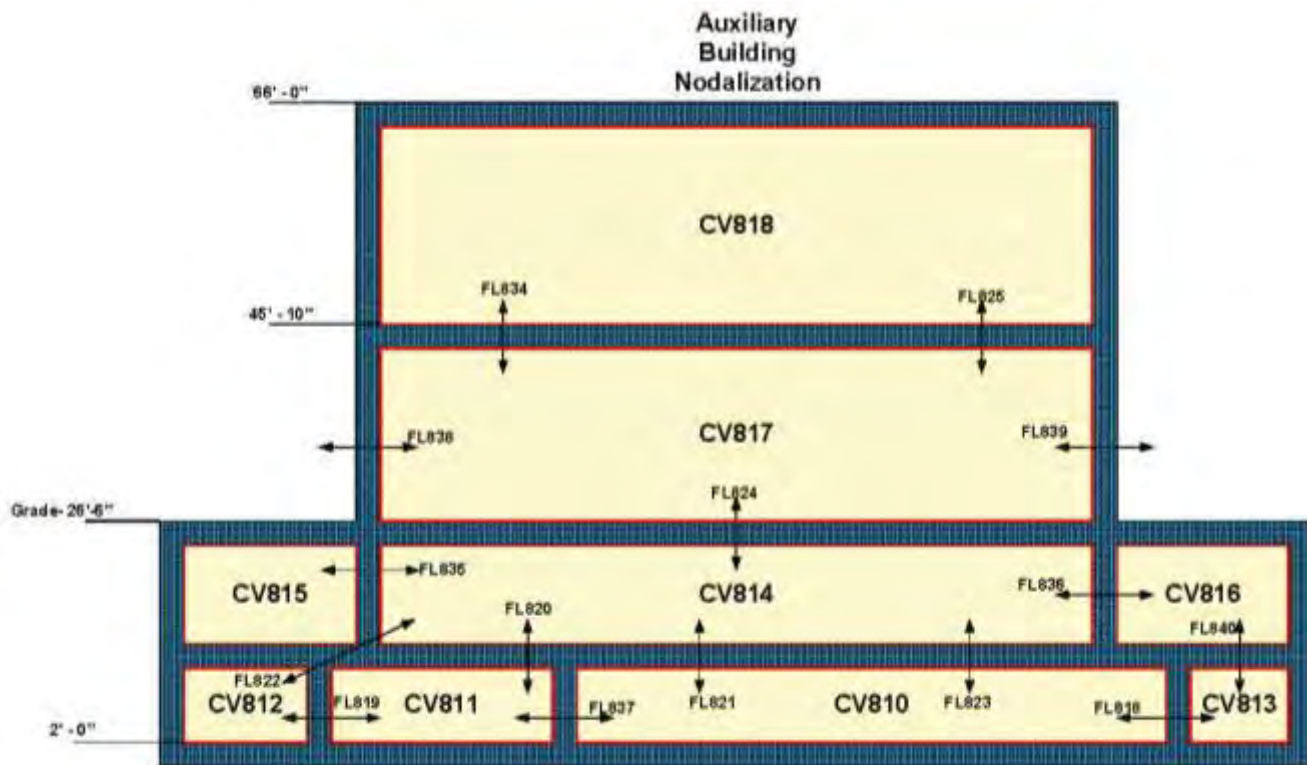 Auxiliary
Building
Nodalization
66' - 0"
CV818
FL834
FL825
45' - 10"
FL838
CV817
FL839
FL824
Grade- 26'-6"
CV815
FL835
FL820
CV814
FL836
CV816
FL840
FL822
CV812
FL819
CV811
FL837
FL821
CV810
FL823
FL818
CV813
2' - 0"